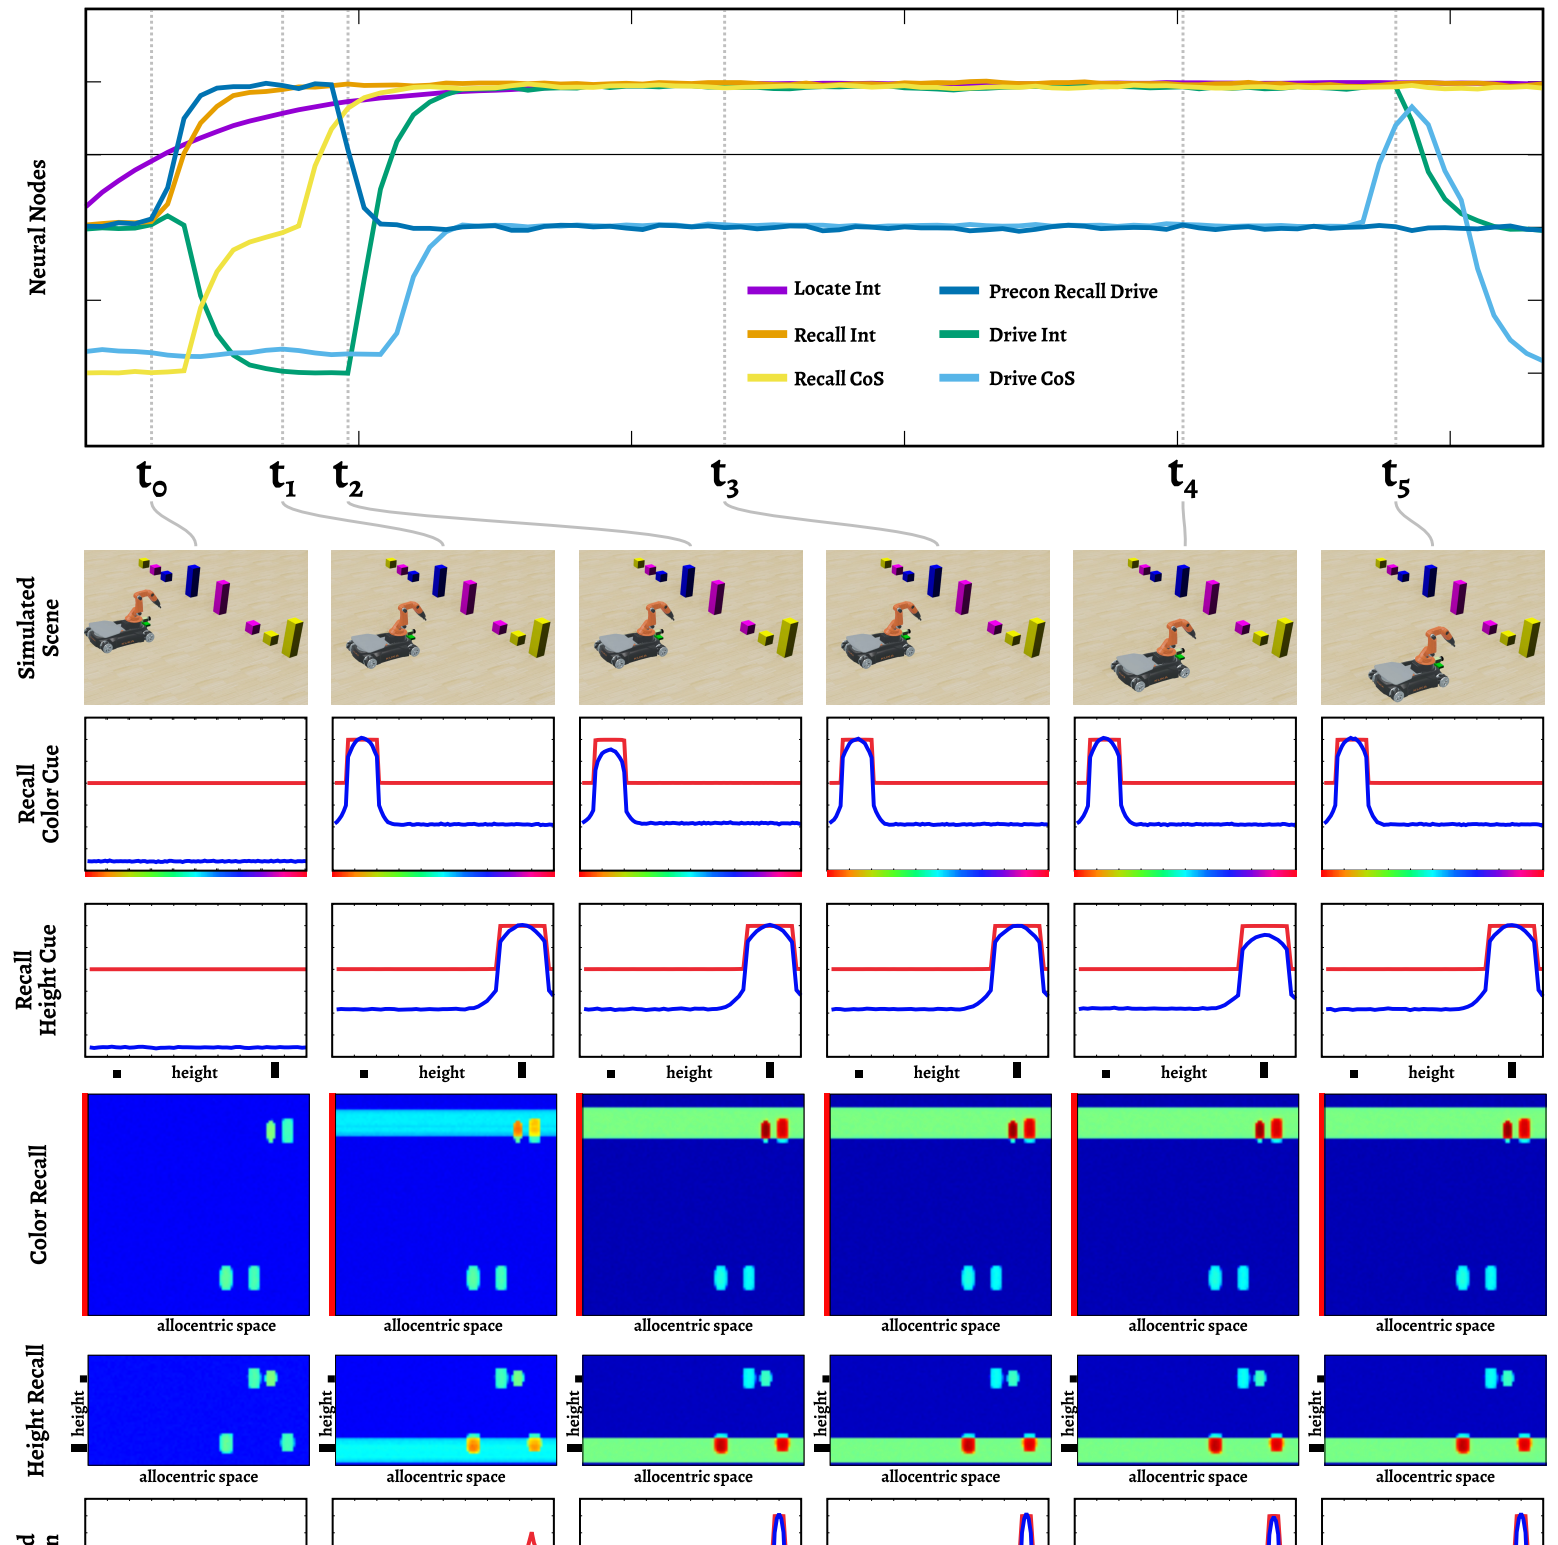 Neural Nodes
Locate Int
Precon Recall Drive
Recall Int
Drive Int
Recall CoS
Drive CoS
t0 t1 t2 t3 t4 t5
Simulated
Scene
Recall
Color Cue
Recall
Height Cue
height height height height height height
Color Recall
allocentric space allocentric space allocentric space allocentric space allocentric space allocentric space
Height Recall
height height height height height height
allocentric space allocentric space allocentric space allocentric space allocentric space allocentric space